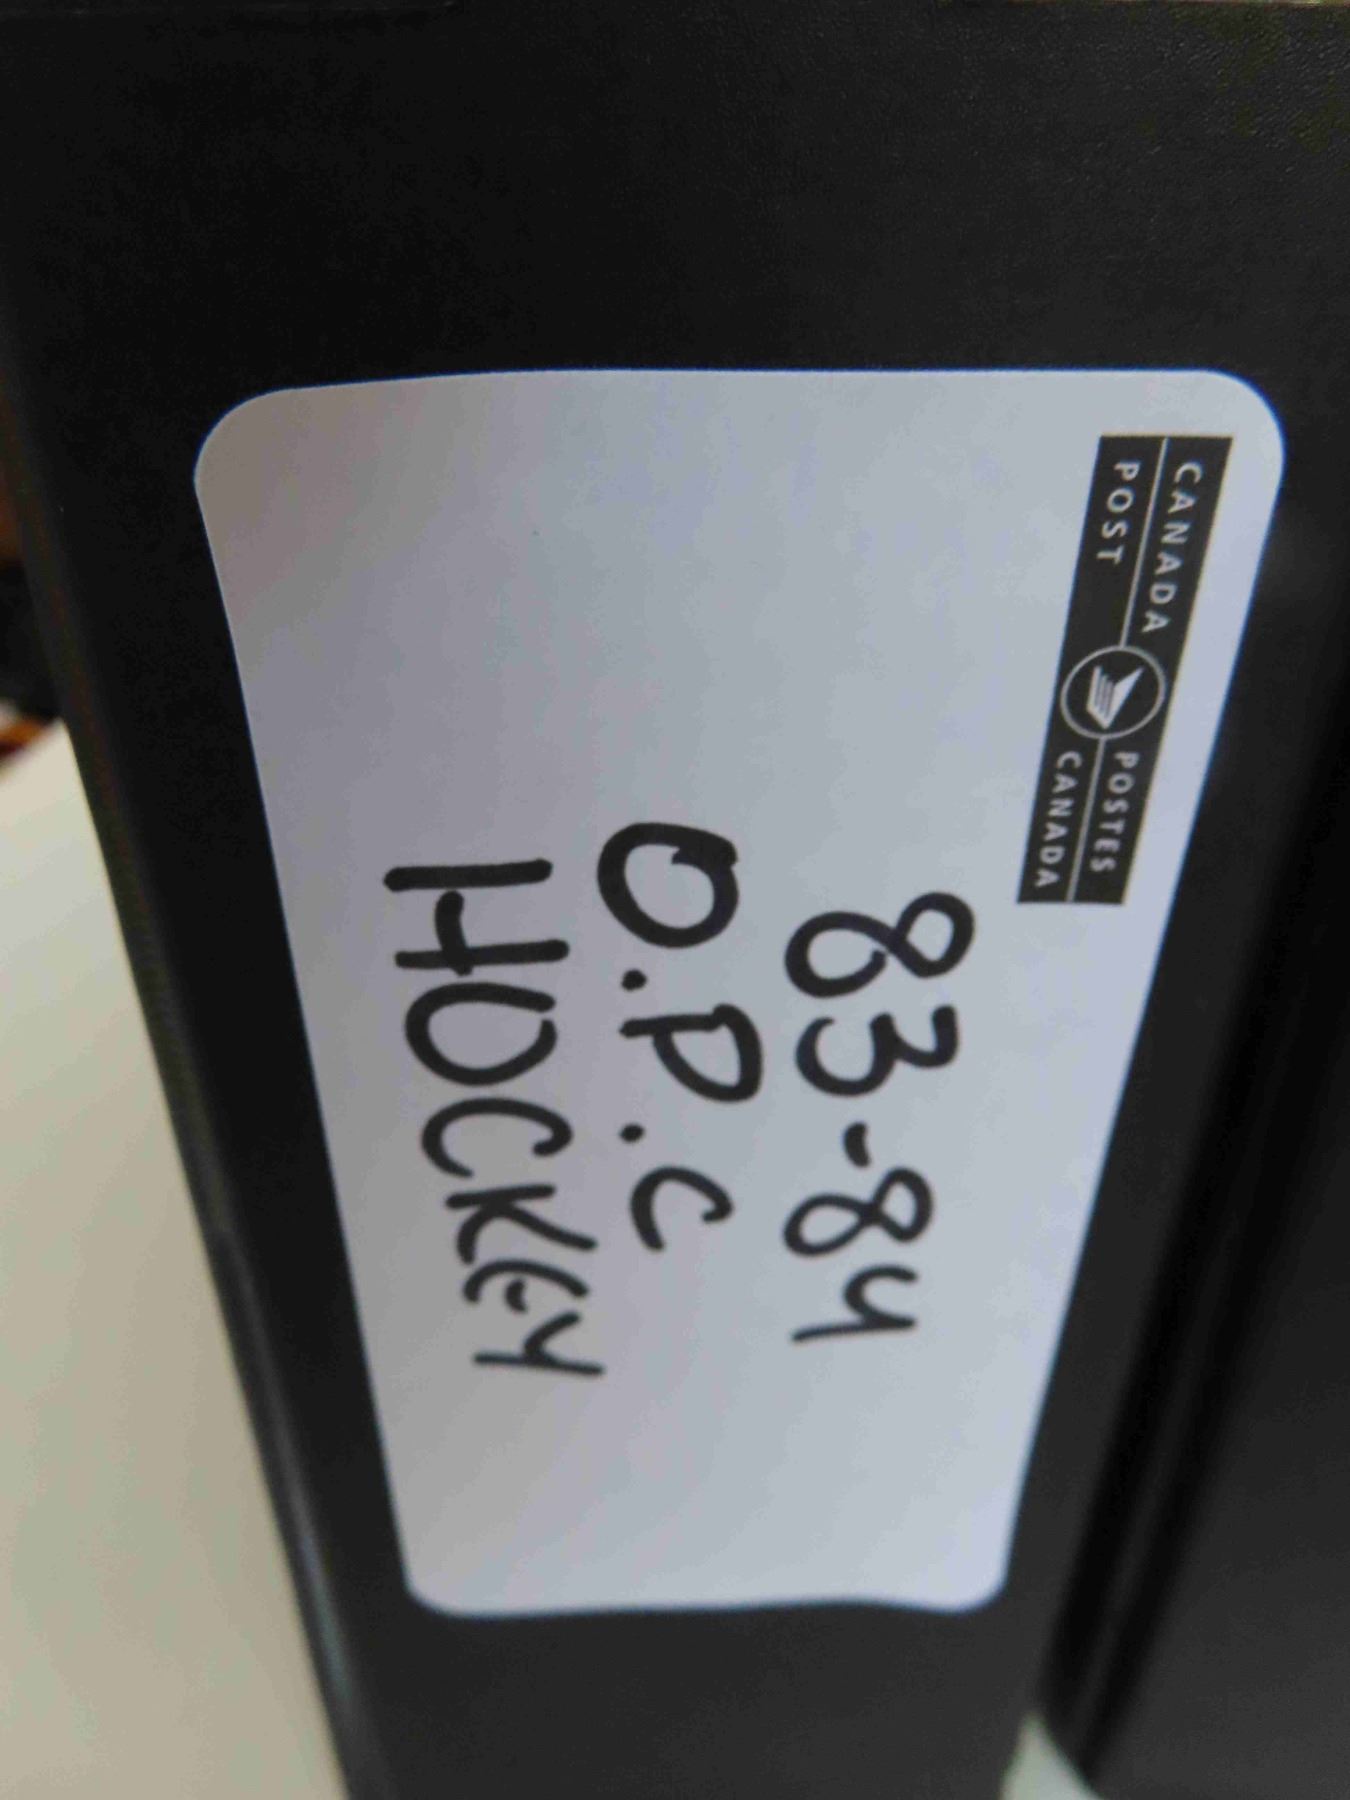 CANADA POSTES
POST CANADA
83-84
O.P.C
HOCKEY